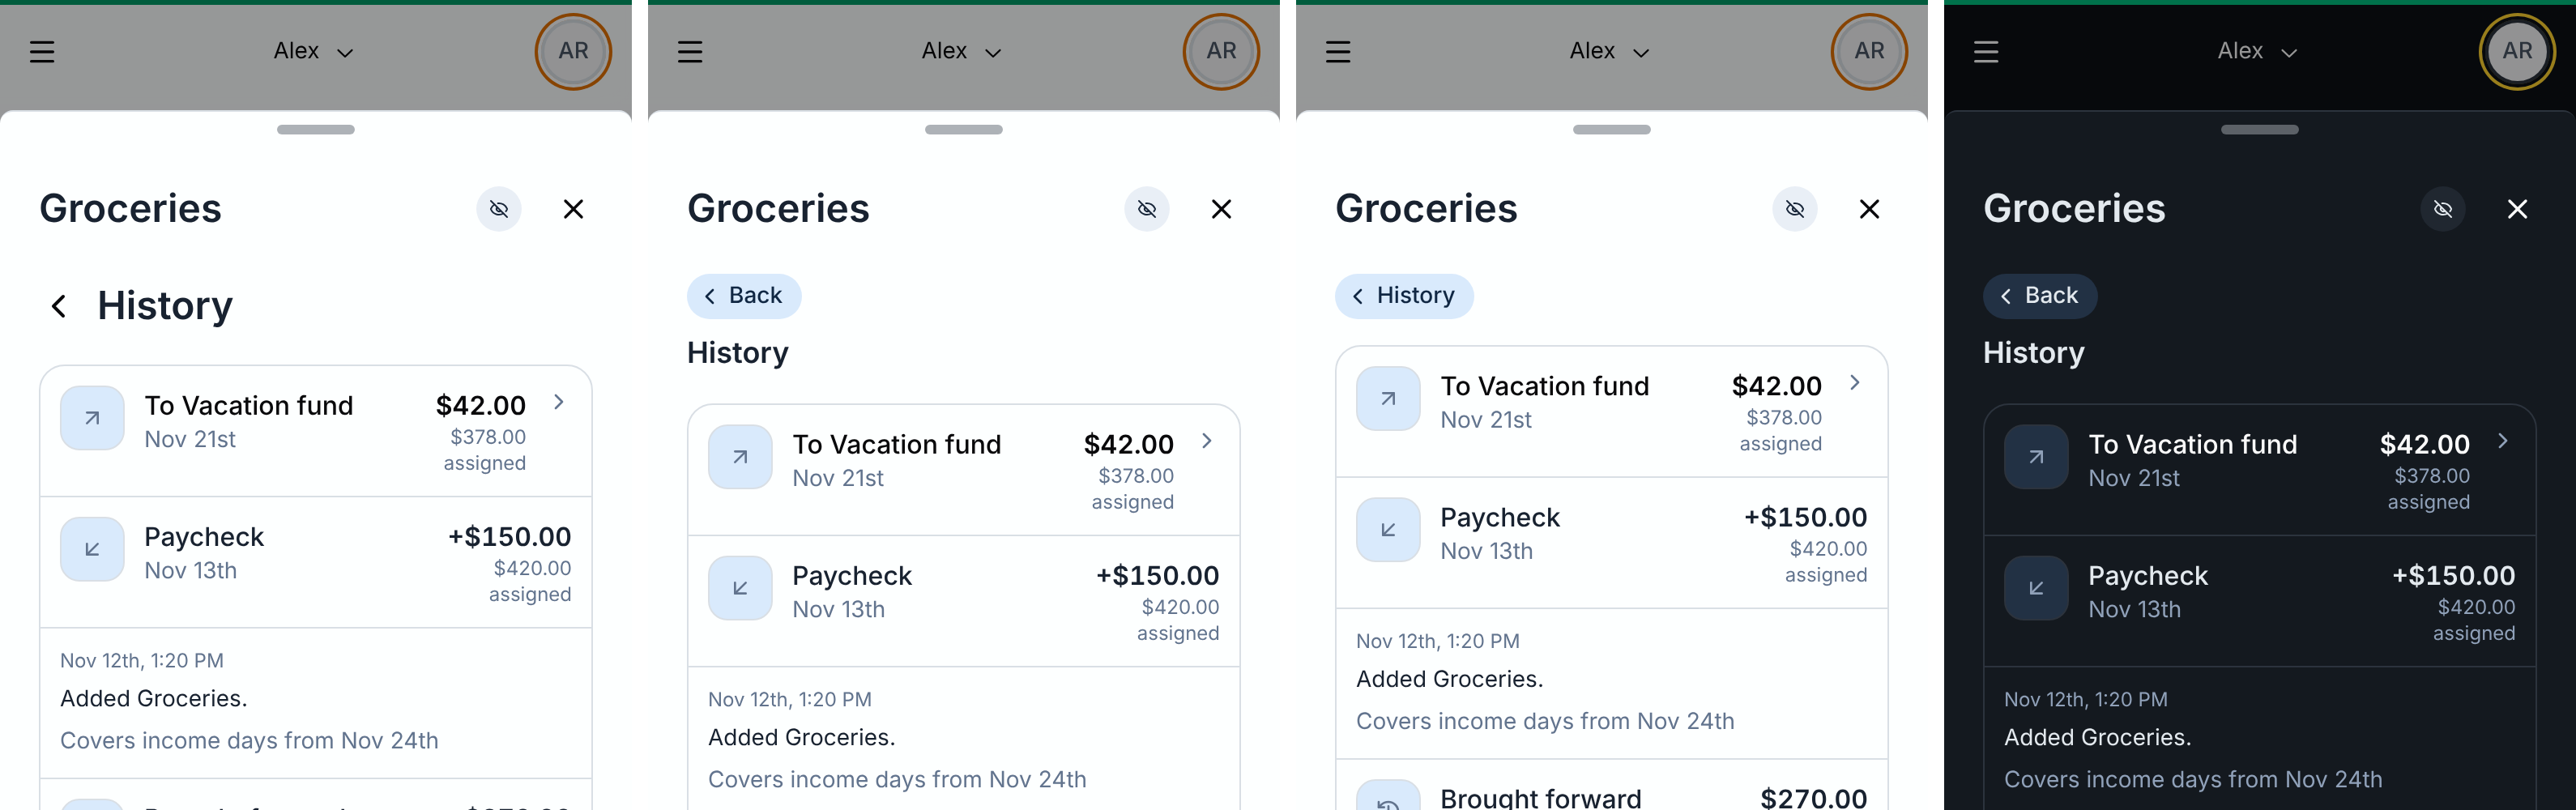 Alex
AR
Groceries
History
To Vacation fund
$42.00
Nov 21st
$378.00
assigned
Paycheck
+$150.00
Nov 13th
$420.00
assigned
Nov 12th, 1:20 PM
Added Groceries.
Covers income days from Nov 24th
Alex
AR
Groceries
Back
History
To Vacation fund
$42.00
Nov 21st
$378.00
assigned
Paycheck
+$150.00
Nov 13th
$420.00
assigned
Nov 12th, 1:20 PM
Added Groceries.
Covers income days from Nov 24th
Alex
AR
Groceries
History
To Vacation fund
$42.00
Nov 21st
$378.00
assigned
Paycheck
+$150.00
Nov 13th
$420.00
assigned
Nov 12th, 1:20 PM
Added Groceries.
Covers income days from Nov 24th
Brought forward
$270.00
Alex
AR
Groceries
Back
History
To Vacation fund
$42.00
Nov 21st
$378.00
assigned
Paycheck
+$150.00
Nov 13th
$420.00
assigned
Nov 12th, 1:20 PM
Added Groceries.
Covers income days from Nov 24th